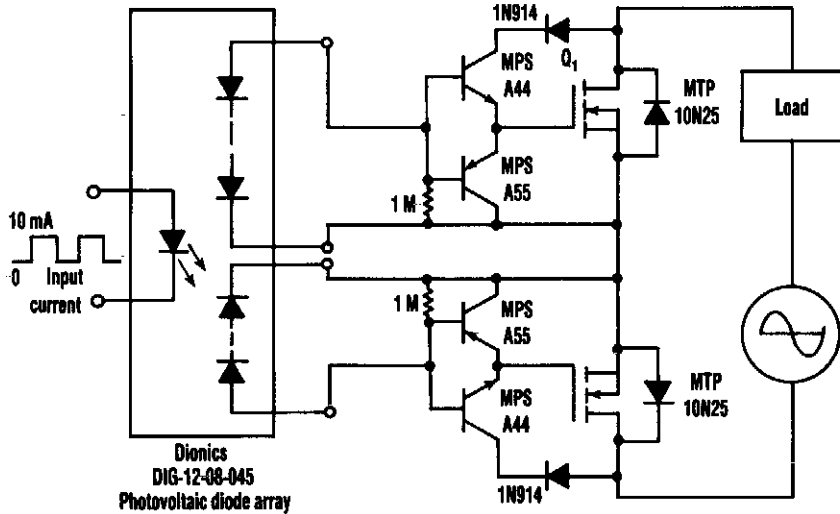 1N914
Q1
MPS
A44
MTP
10N25
Load
MPS
A55
1 M
10 mA
0
Input
current
1 M
MPS
A55
MPS
A44
MTP
10N25
1N914
Dionics
DIG-12-08-045
Photovoltaic diode array